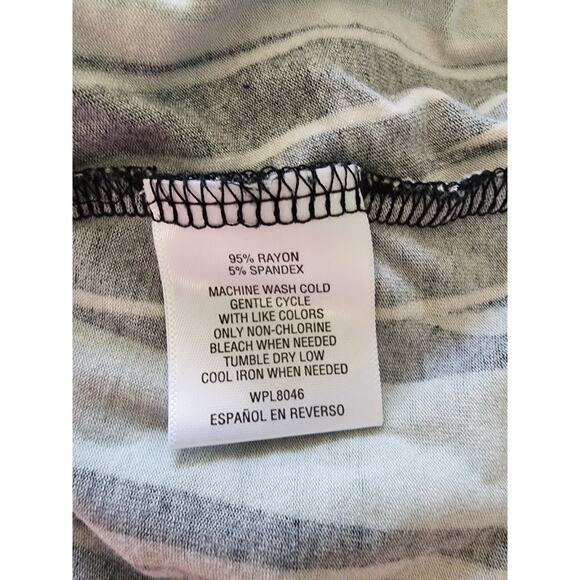 95% RAYON
5% SPANDEX
MACHINE WASH COLD
GENTLE CYCLE
WITH LIKE COLORS
ONLY NON-CHLORINE
BLEACH WHEN NEEDED
TUMBLE DRY LOW
COOL IRON WHEN NEEDED
WPL8046
ESPAÑOL EN REVERSO